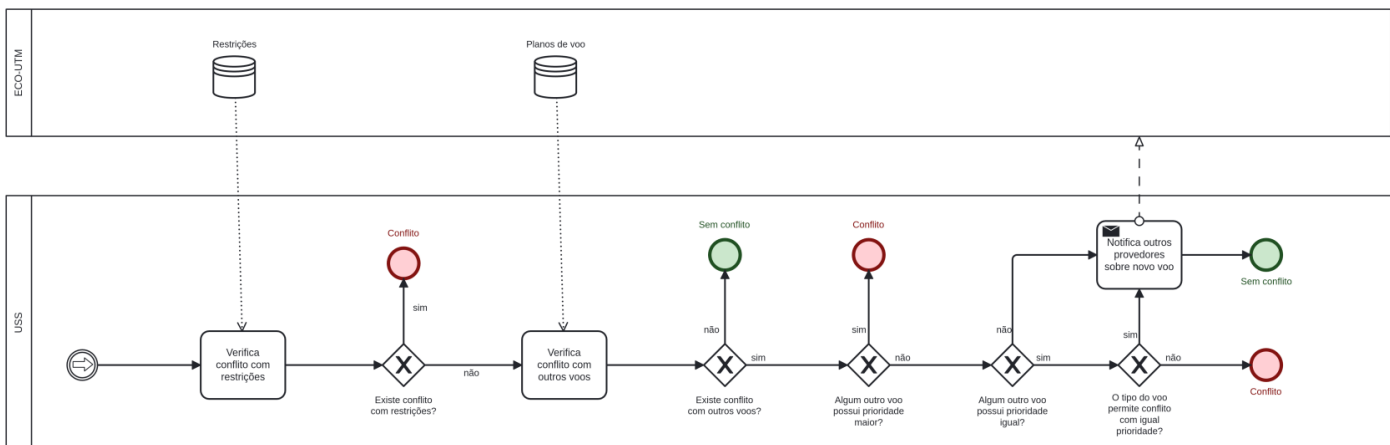 ECO-UTM
Restrições
Planos de voo
USS
Verifica
conflito com
restrições
Conflito
sim
não
Existe conflito
com restrições?
Verifica
conflito com
outros voos
Sem conflito
não
sim
Existe conflito
com outros voos?
Conflito
sim
não
Algum outro voo
possui prioridade
maior?
não
sim
Algum outro voo
possui prioridade
igual?
Notifica outros
provedores
sobre novo voo
Sem conflito
sim
não
O tipo do voo
permite conflito
com igual
prioridade?
Conflito